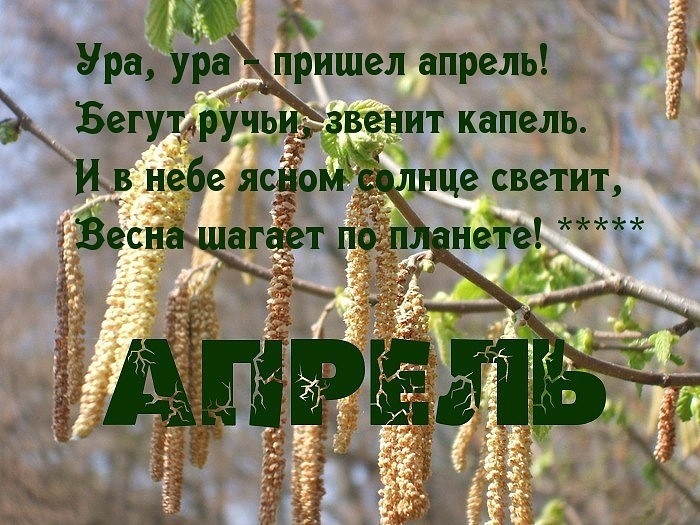 Ура, ура - пришел апрель!
Бегут ручьи, звенит капель.
И в небе ясном солнце светит,
Весна шагает по планете! *****
АПРЕЛЬ